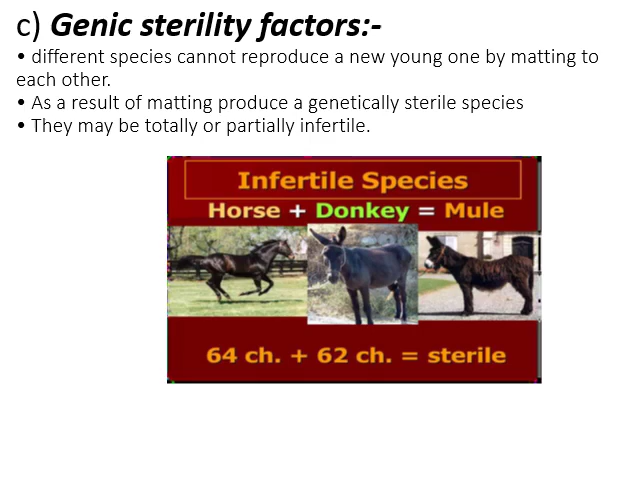 c) Genic sterility factors:-
• different species cannot reproduce a new young one by matting to
each other.
• As a result of matting produce a genetically sterile species
• They may be totally or partially infertile.
Infertile Species
Horse + Donkey = Mule
64 ch. + 62 ch. = sterile